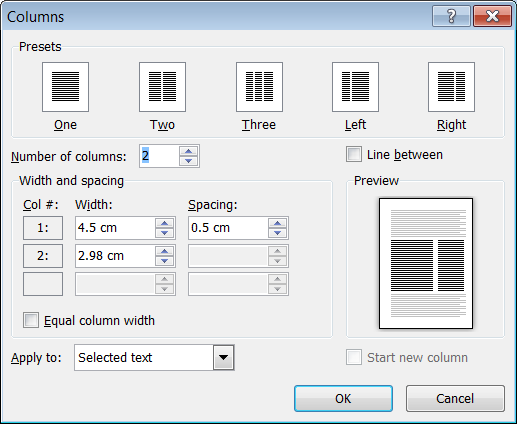 Columns
Presets
One Two Three Left Right
Number of columns: 2 Line between
Width and spacing Preview
Col #: Width: Spacing:
1: 4.5 cm 0.5 cm
2: 2.98 cm
Equal column width
Apply to: Selected text Start new column
OK Cancel